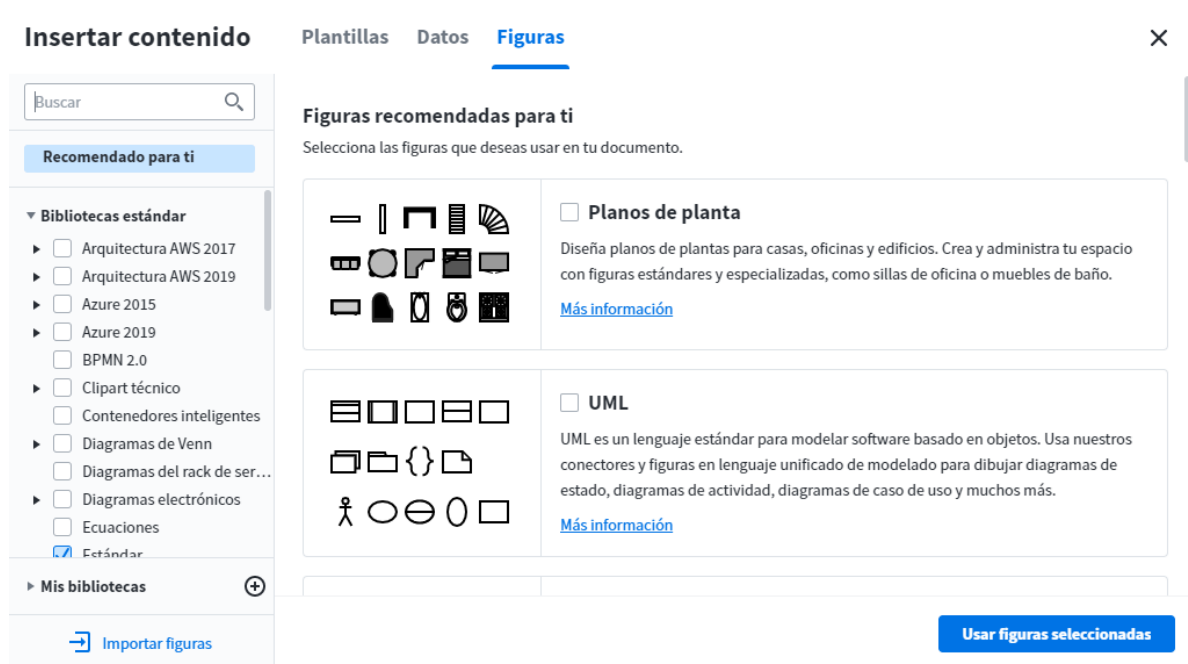 Insertar contenido
Plantillas
Datos
Figuras
Buscar
Recomendado para ti
Bibliotecas estándar
Arquitectura AWS 2017
Arquitectura AWS 2019
Azure 2015
Azure 2019
BPMN 2.0
Clipart técnico
Contenedores inteligentes
Diagramas de Venn
Diagramas del rack de ser...
Diagramas electrónicos
Ecuaciones
Estándar
Mis bibliotecas
Importar figuras
Figuras recomendadas para ti
Selecciona las figuras que deseas usar en tu documento.
Planos de planta
Diseña planos de plantas para casas, oficinas y edificios. Crea y administra tu espacio
con figuras estándares y especializadas, como sillas de oficina o muebles de baño.
Más información
UML
UML es un lenguaje estándar para modelar software basado en objetos. Usa nuestros
conectores y figuras en lenguaje unificado de modelado para dibujar diagramas de
estado, diagramas de actividad, diagramas de caso de uso y muchos más.
Más información
Usar figuras seleccionadas